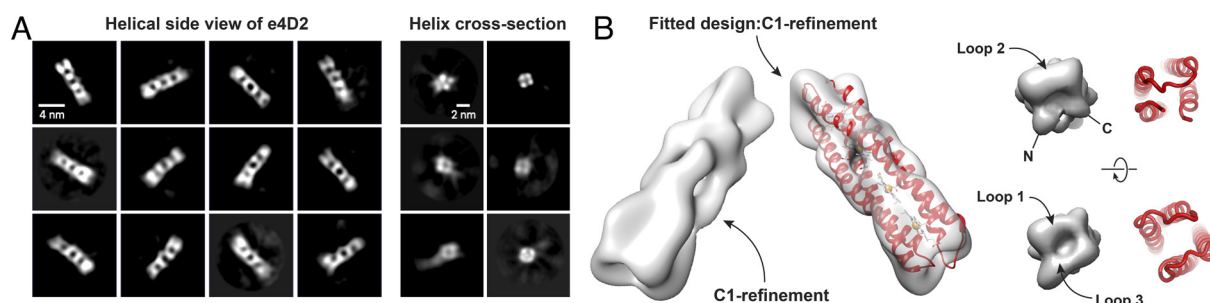 A
Helical side view of e4D2
Helix cross-section
4 nm
2 nm
B
Fitted design:C1-refinement
C1-refinement
Loop 2
C
N
Loop 1
Loop 3